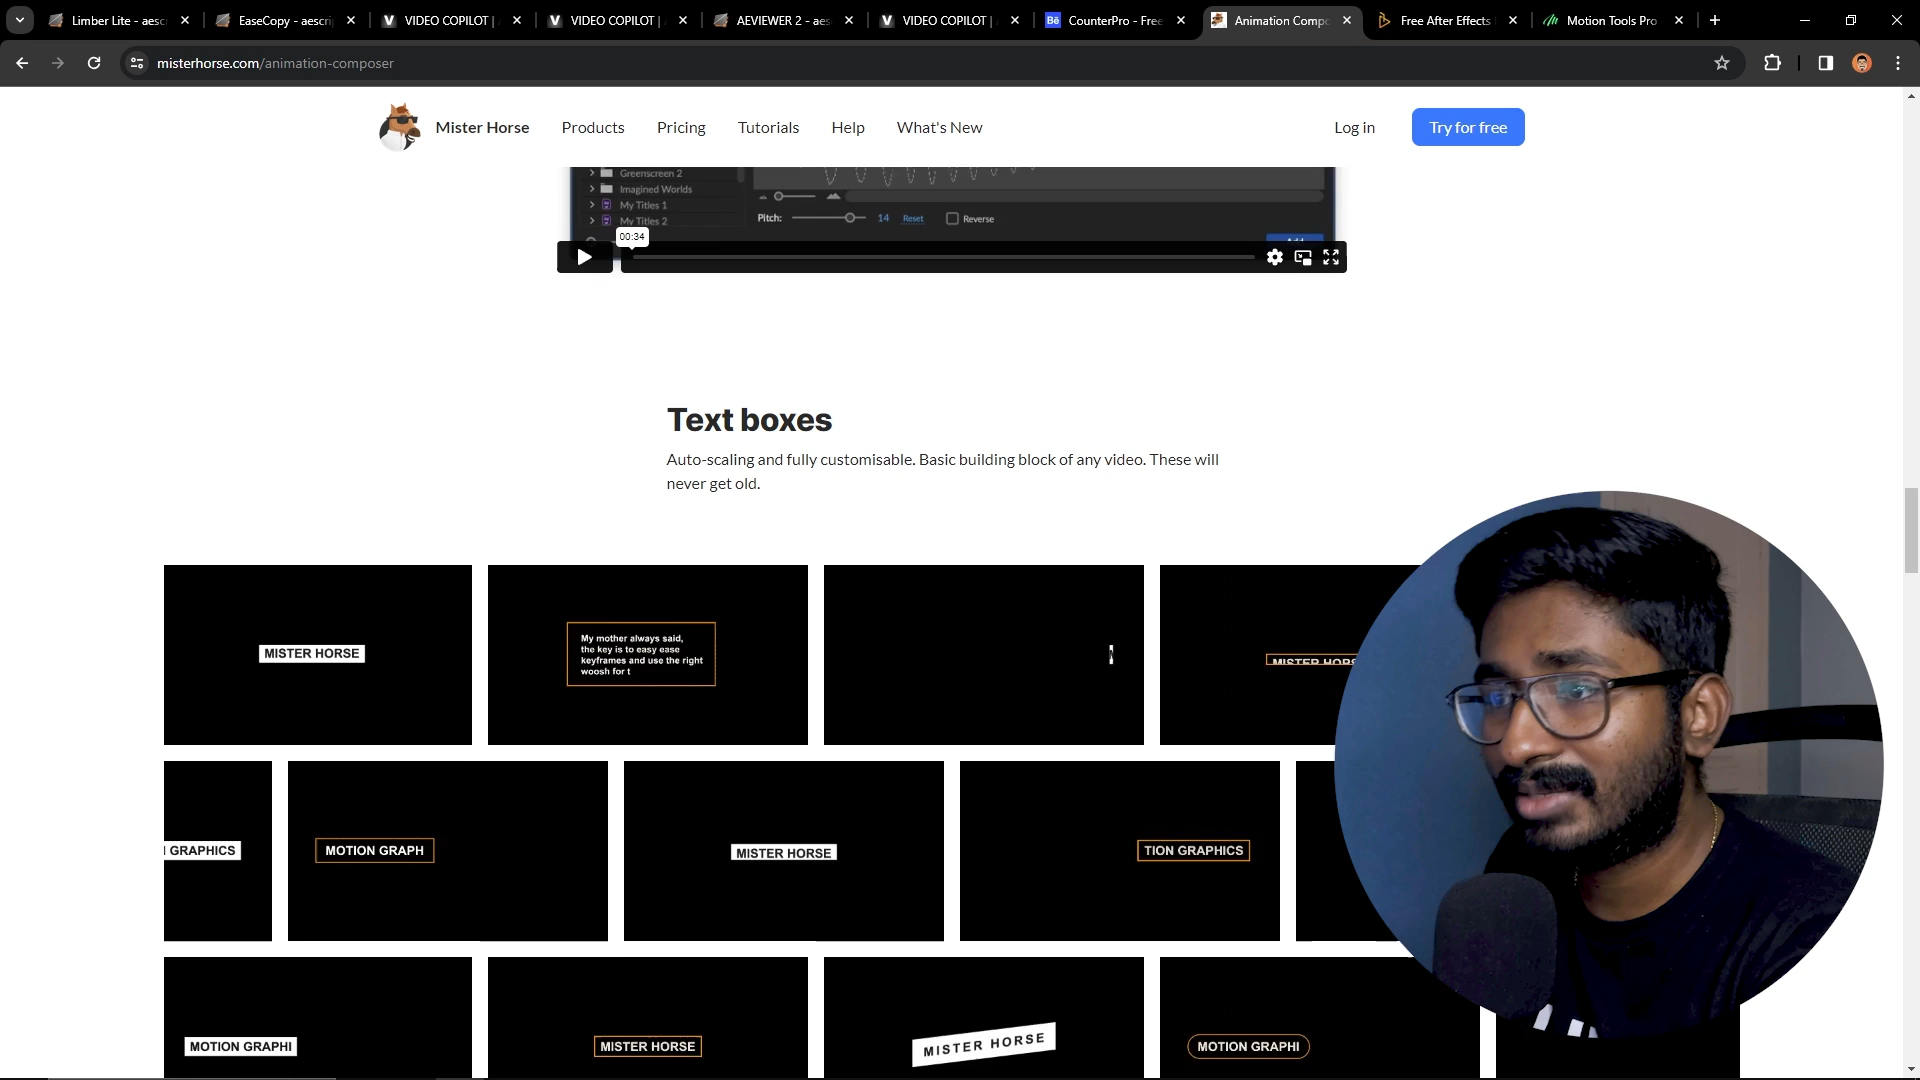 Limber Lite - aesc
EaseCopy - aescri
VIDEO COPILOT |
VIDEO COPILOT |
AEVIEWER 2 - aes
VIDEO COPILOT |
Bē
CounterPro - Free
Animation Compo
Free After Effects
Motion Tools Pro
misterhorse.com/animation-composer
Mister Horse
Products
Pricing
Tutorials
Help
What's New
Log in
Try for free
Greenscreen 2
Imagined Worlds
My Titles 1
My Titles 2
Pitch:
14
Reset
Reverse
00:34
Text boxes
Auto-scaling and fully customisable. Basic building block of any video. These will
never get old.
MISTER HORSE
My mother always said,
the key is to easy ease
keyframes and use the right
woosh for t
MISTER HORS
GRAPHICS
MOTION GRAPH
MISTER HORSE
TION GRAPHICS
MOTION GRAPHI
MISTER HORSE
MISTER HORSE
MOTION GRAPHI